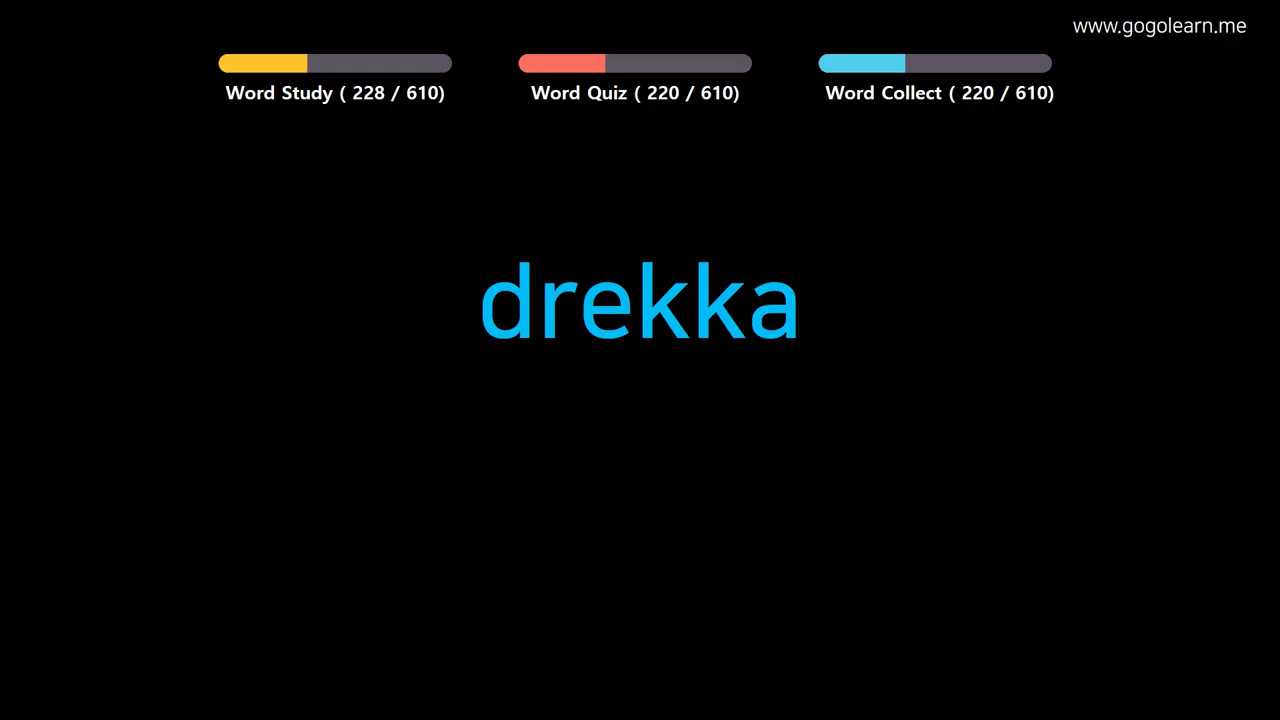 www.gogolearn.me
Word Study ( 228 / 610)
Word Quiz ( 220 / 610)
Word Collect ( 220 / 610)
drekka